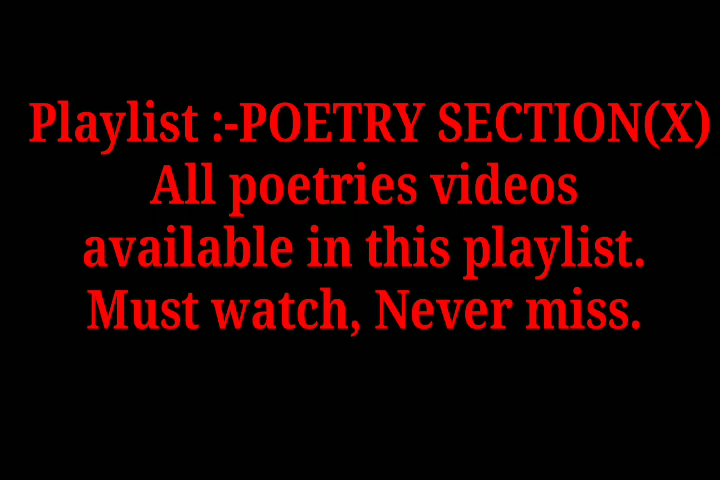 Playlist :-POETRY SECTION(X)
All poetries videos
available in this playlist.
Must watch, Never miss.